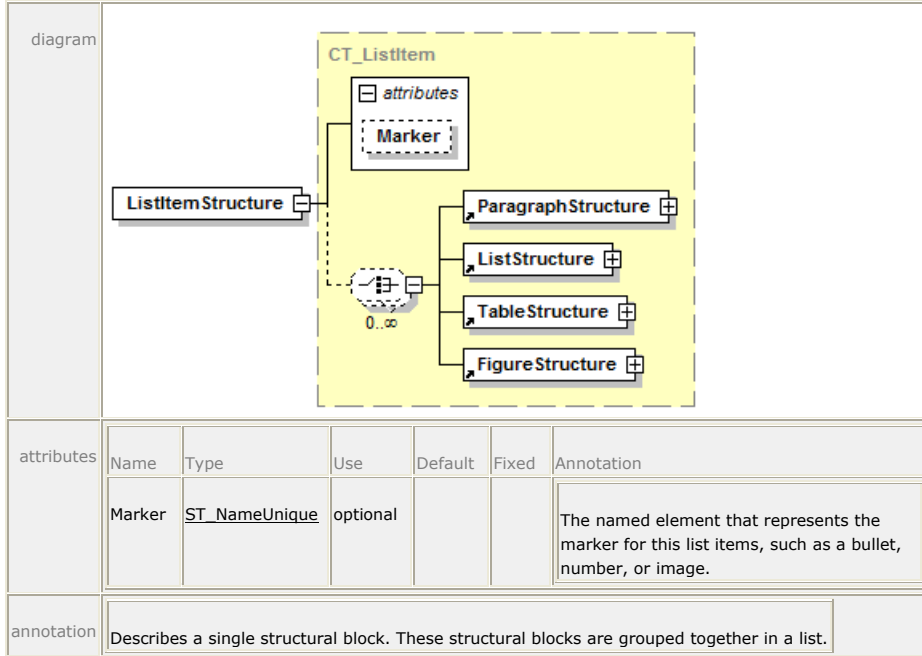 diagram
CT_ListItem
attributes
Marker
ListItemStructure
ParagraphStructure
ListStructure
TableStructure
FigureStructure
0..∞
attributes
Name Type Use Default Fixed Annotation
Marker ST_NameUnique optional
The named element that represents the
marker for this list items, such as a bullet,
number, or image.
annotation
Describes a single structural block. These structural blocks are grouped together in a list.